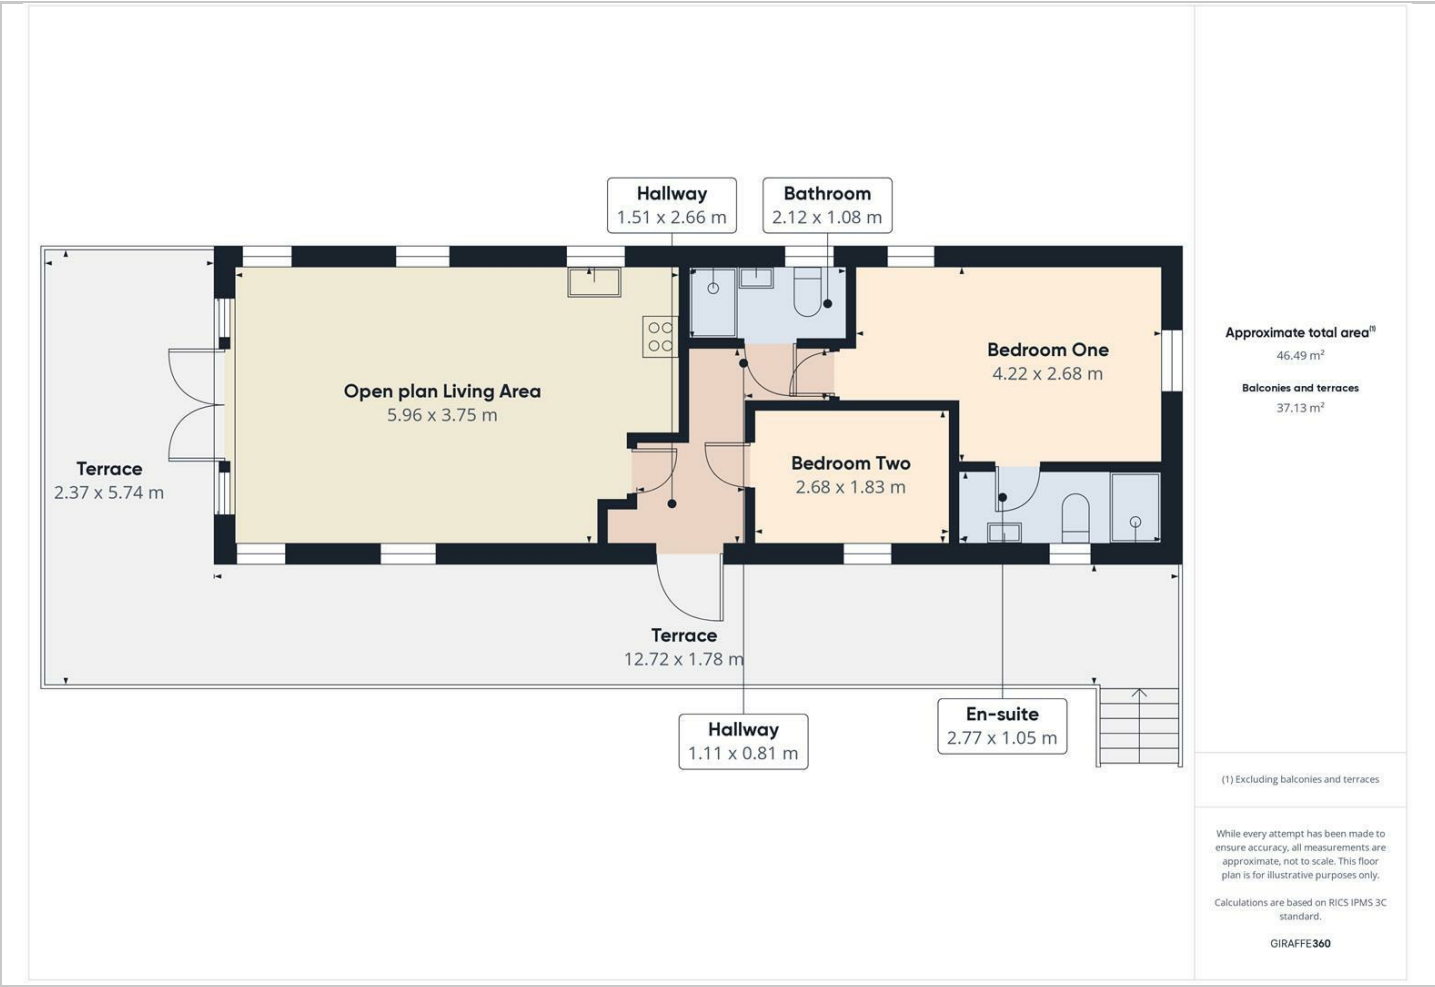 Hallway
1.51 x 2.66 m
Bathroom
2.12 x 1.08 m
Open plan Living Area
5.96 x 3.75 m
Bedroom One
4.22 x 2.68 m
Terrace
2.37 x 5.74 m
Bedroom Two
2.68 x 1.83 m
Terrace
12.72 x 1.78 m
Hallway
1.11 x 0.81 m
En-suite
2.77 x 1.05 m
Approximate total area(1)
46.49 m²
Balconies and terraces
37.13 m²
(1) Excluding balconies and terraces
While every attempt has been made to
ensure accuracy, all measurements are
approximate, not to scale. This floor
plan is for illustrative purposes only.
Calculations are based on RICS IPMS 3C
standard.
GIRAFFE360